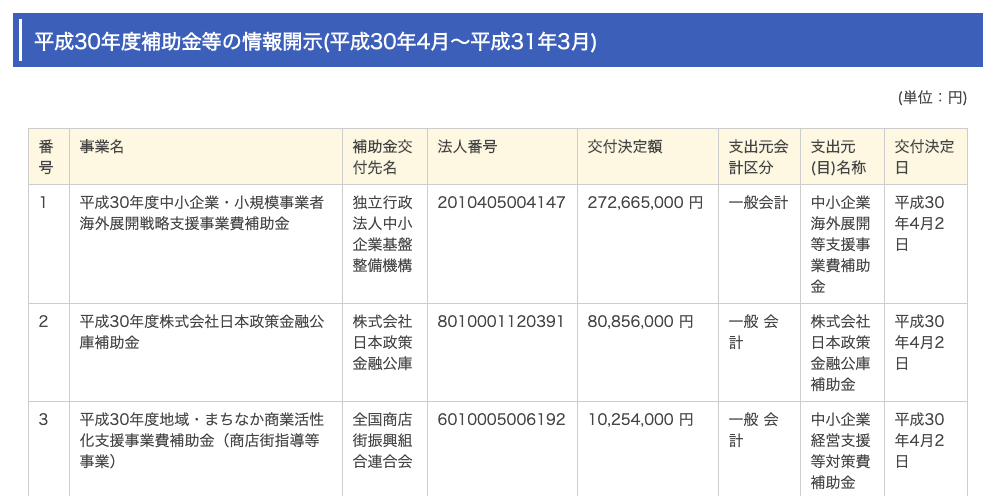 平成30年度補助金等の情報開示(平成30年4月～平成31年3月)
(単位：円)
番
号
事業名
補助金交
付先名
法人番号
交付決定額
支出元会
計区分
支出元
(目)名称
交付決定
日
1
平成30年度中小企業・小規模事業者
海外展開戦略支援事業費補助金
独立行政
法人中小
企業基盤
整備機構
2010405004147
272,665,000 円
一般会計
中小企業
海外展開
等支援事
業費補助
金
平成30
年4月2
日
2
平成30年度株式会社日本政策金融公
庫補助金
株式会社
日本政策
金融公庫
8010001120391
80,856,000 円
一般 会
計
株式会社
日本政策
金融公庫
補助金
平成30
年4月2
日
3
平成30年度地域・まちなか商業活性
化支援事業費補助金（商店街指導等
事業）
全国商店
街振興組
合連合会
6010005006192
10,254,000 円
一般 会
計
中小企業
経営支援
等対策費
補助金
平成30
年4月2
日